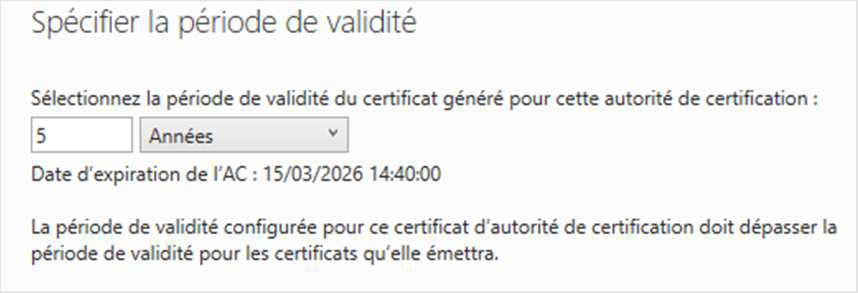 Spécifier la période de validité
Sélectionnez la période de validité du certificat généré pour cette autorité de certification :
5 Années
Date d’expiration de l’AC : 15/03/2026 14:40:00
La période de validité configurée pour ce certificat d’autorité de certification doit dépasser la
période de validité pour les certificats qu’elle émettra.